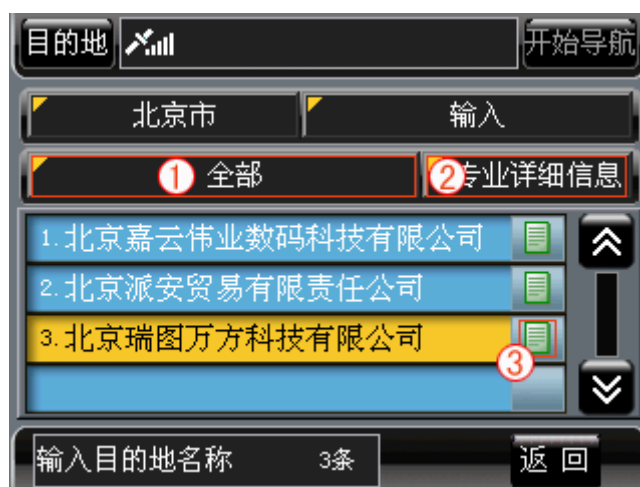 目的地 开始导航
北京市 输入
① 全部 ② 专业详细信息
1.北京嘉云伟业数码科技有限公司
2.北京派安贸易有限责任公司
3.北京瑞图万方科技有限公司
③
输入目的地名称 3条 返回